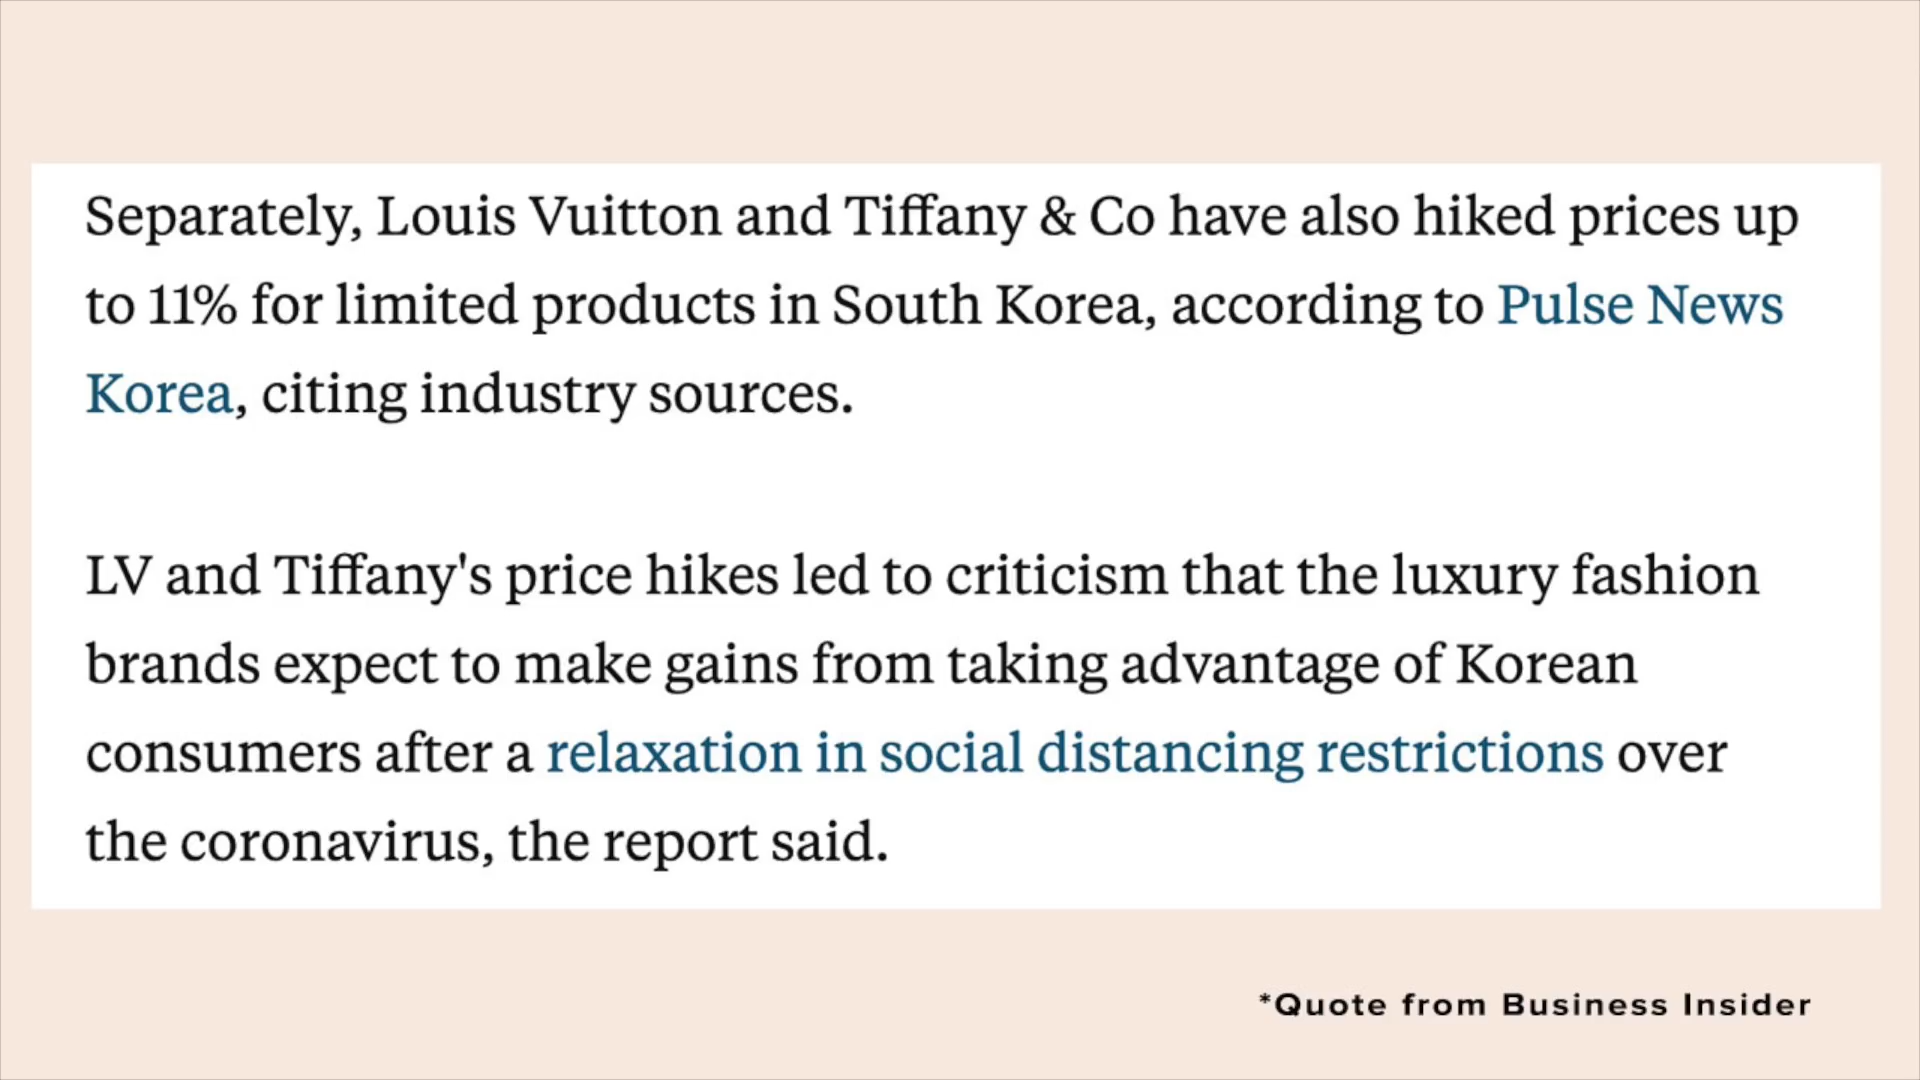 Separately, Louis Vuitton and Tiffany & Co have also hiked prices up
to 11% for limited products in South Korea, according to Pulse News
Korea, citing industry sources.
LV and Tiffany's price hikes led to criticism that the luxury fashion
brands expect to make gains from taking advantage of Korean
consumers after a relaxation in social distancing restrictions over
the coronavirus, the report said.
*Quote from Business Insider